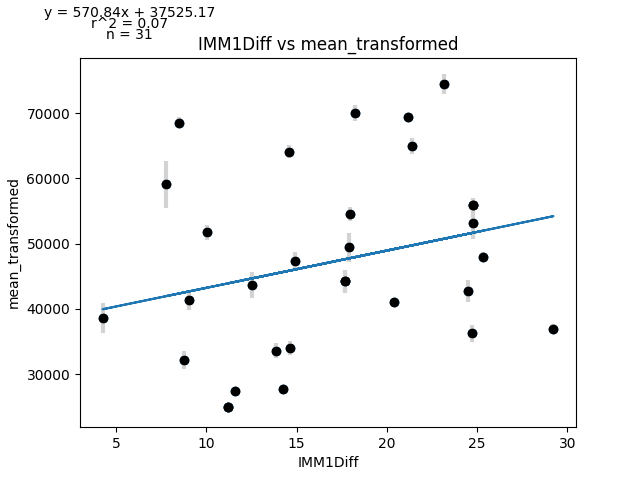 y = 570.84x + 37525.17
r^2 = 0.07
n = 31
IMM1Diff vs mean_transformed
70000
60000
50000
40000
30000
mean_transformed
5 10 15 20 25 30
IMM1Diff